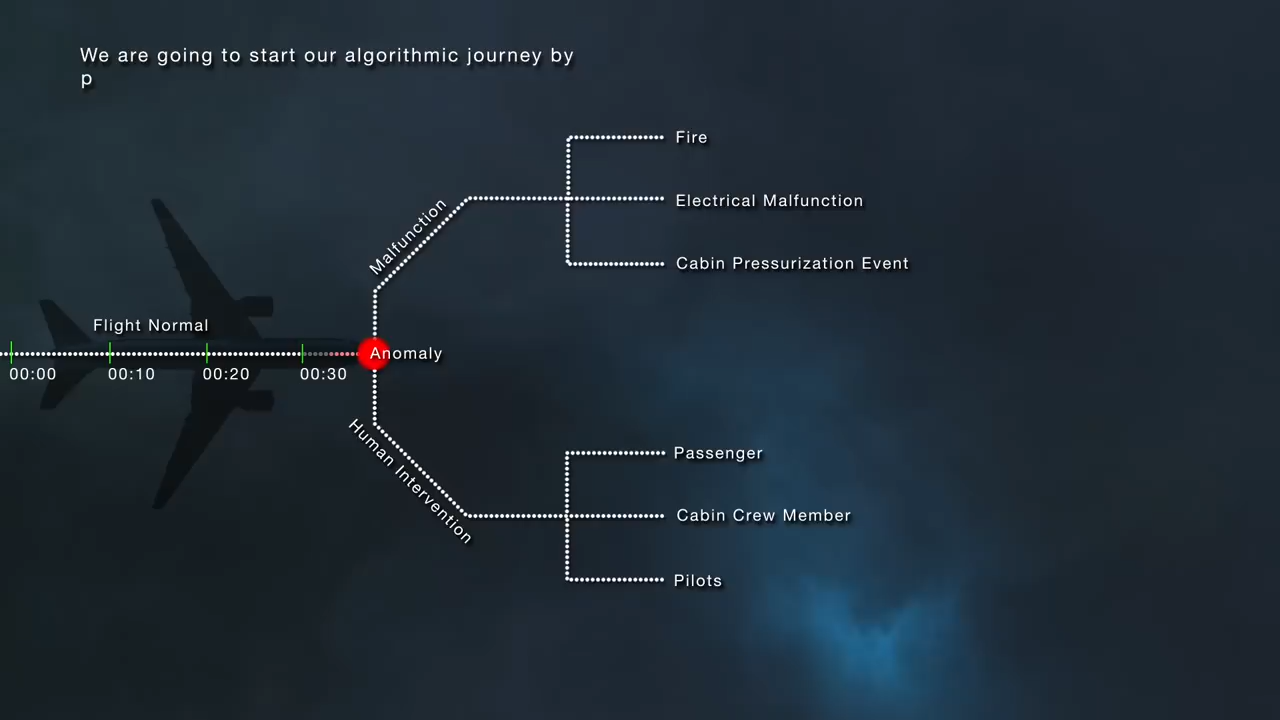 We are going to start our algorithmic journey by
p
Fire
Malfunction
Electrical Malfunction
Cabin Pressurization Event
Flight Normal
Anomaly
00:00 00:10 00:20 00:30
Human Intervention
Passenger
Cabin Crew Member
Pilots